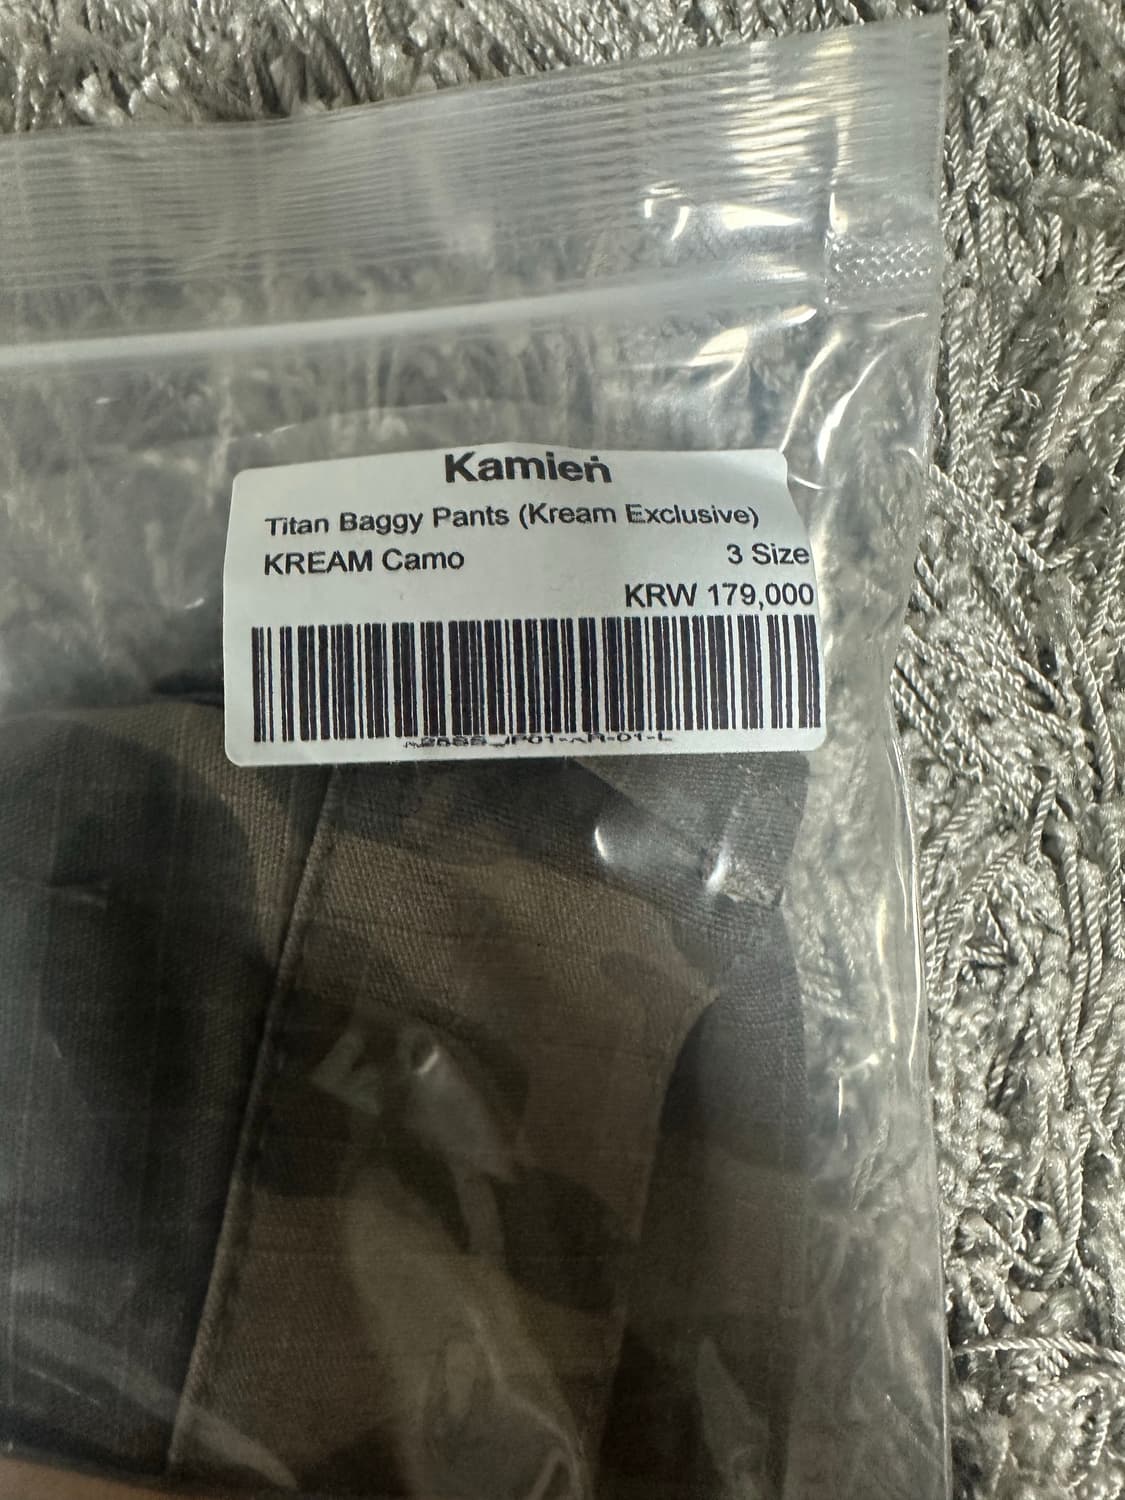 Kamień
Titan Baggy Pants (Kream Exclusive)
KREAM Camo
3 Size
KRW 179,000